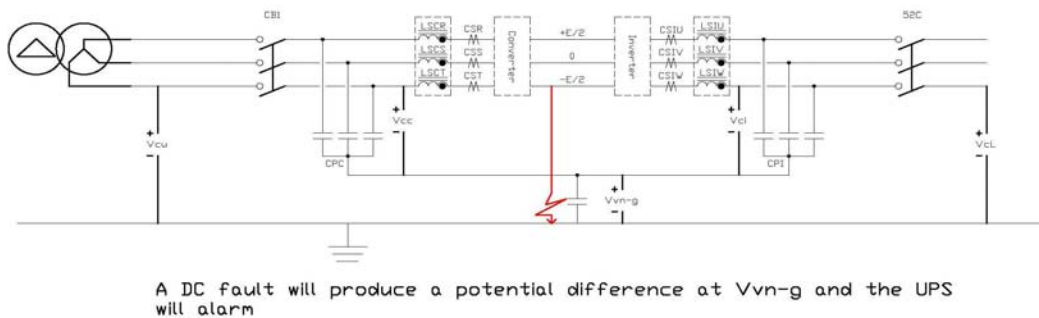 CB1
52C
LSCR
CSR
+E/2
CSIU
LSIU
LSCS
CSS
Converter
0
Inverter
CSIV
LSIV
LSCT
CST
-E/2
CSIW
LSIW
+
Vcu
-
+
Vcc
-
+
VcI
-
+
VcL
-
CPC
CPI
+
Vvn-g
-
A DC fault will produce a potential difference at Vvn-g and the UPS
will alarm